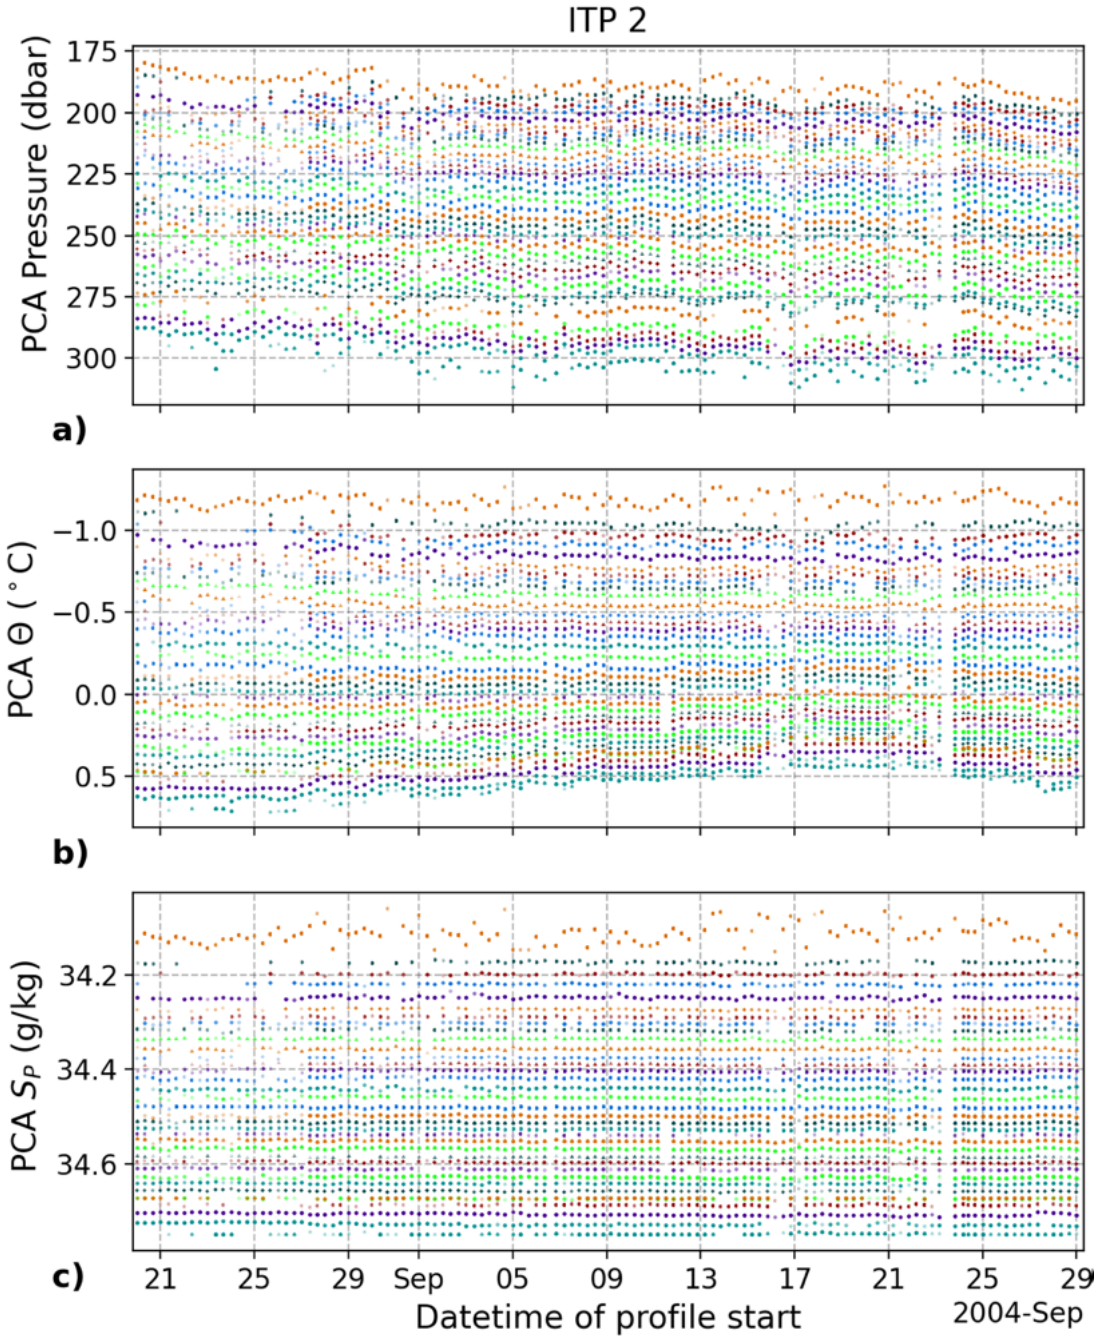 ITP 2
PCA Pressure (dbar)
175
200
225
250
275
300
a)
PCA Θ (°C)
−1.0
−0.5
0.0
0.5
b)
PCA S_P (g/kg)
34.2
34.4
34.6
c)
21 25 29 Sep 05 09 13 17 21 25 29
Datetime of profile start
2004-Sep